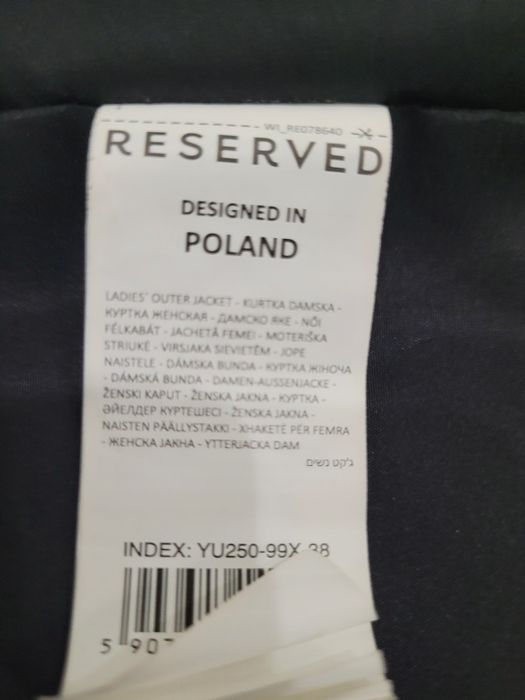 WI_RE078640
RESERVED
DESIGNED IN
POLAND
LADIES' OUTER JACKET - KURTKA DAMSKA -
КУРТКА ЖЕНСКАЯ - ДАМСКО ЯКЕ - NŐI
FÉLKABÁT - JACHETĂ FEMEI - MOTERIŠKA
STRIUKĖ - VIRSJAKA SIEVIETĒM - JOPE
NAISTELE - DÁMSKA BUNDA - КУРТКА ЖІНОЧА
- DÁMSKÁ BUNDA - DAMEN-AUSSENJACKE -
ŽENSKI KAPUT - ŽENSKA JAKNA - КУРТКА -
ӘЙЕЛДЕР КУРТЕШЕСІ - ŽENSKA JAKNA -
NAISTEN PÄÄLLYSTAKKI - XHAKETË PËR FEMRA
- ЖЕНСКА ЈАКНА - YTTERJACKA DAM
ג'קט נשים
INDEX: YU250-99X-38
5 907